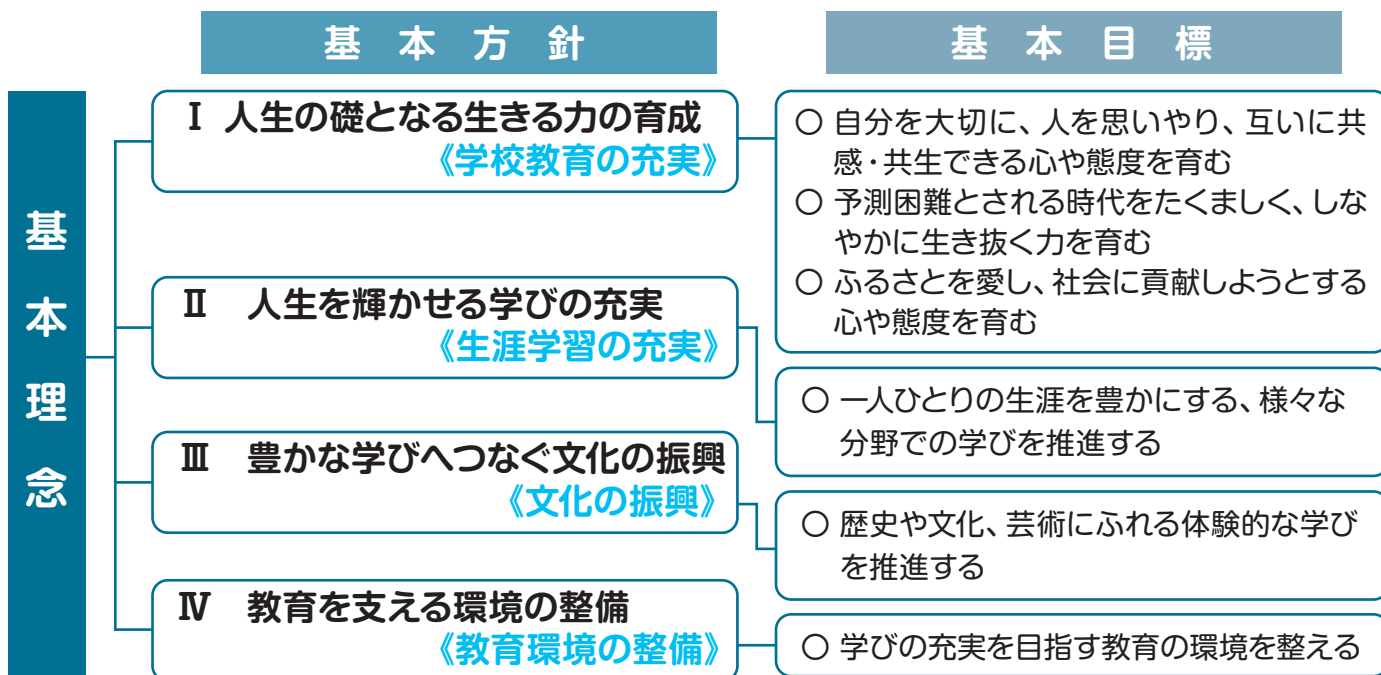 基本方針
基本目標
基本理念
Ⅰ 人生の礎となる生きる力の育成
《学校教育の充実》
○ 自分を大切に、人を思いやり、互いに共
感・共生できる心や態度を育む
○ 予測困難とされる時代をたくましく、しな
やかに生き抜く力を育む
○ ふるさとを愛し、社会に貢献しようとする
心や態度を育む
Ⅱ 人生を輝かせる学びの充実
《生涯学習の充実》
○ 一人ひとりの生涯を豊かにする、様々な
分野での学びを推進する
Ⅲ 豊かな学びへつなぐ文化の振興
《文化の振興》
○ 歴史や文化、芸術にふれる体験的な学び
を推進する
Ⅳ 教育を支える環境の整備
《教育環境の整備》
○ 学びの充実を目指す教育の環境を整える